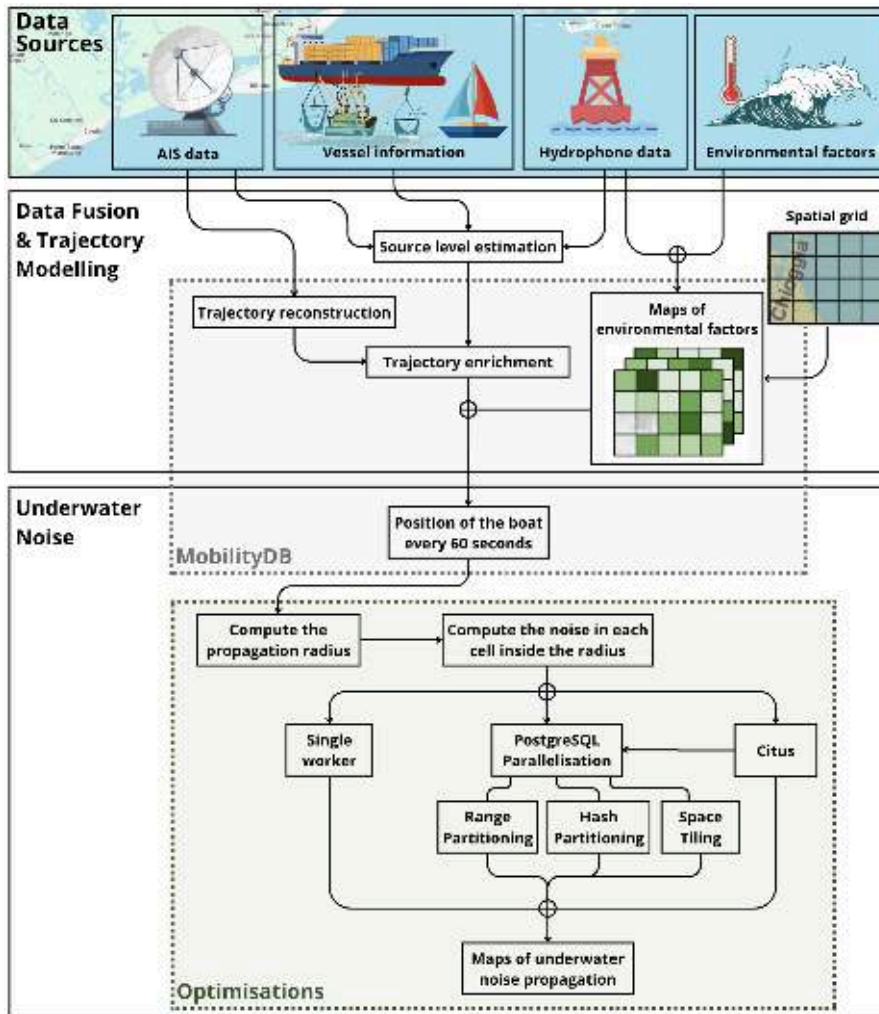 Data
Sources
AIS data
Vessel information
Hydrophone data
Environmental factors
Data Fusion
& Trajectory
Modelling
Spatial grid
Chioggia
Source level estimation
Trajectory reconstruction
Maps of
environmental factors
Trajectory enrichment
Underwater
Noise
Position of the boat
every 60 seconds
MobilityDB
Compute the
propagation radius
Compute the noise in each
cell inside the radius
Single
worker
PostgreSQL
Parallelisation
Citus
Range
Partitioning
Hash
Partitioning
Space
Tiling
Maps of underwater
noise propagation
Optimisations